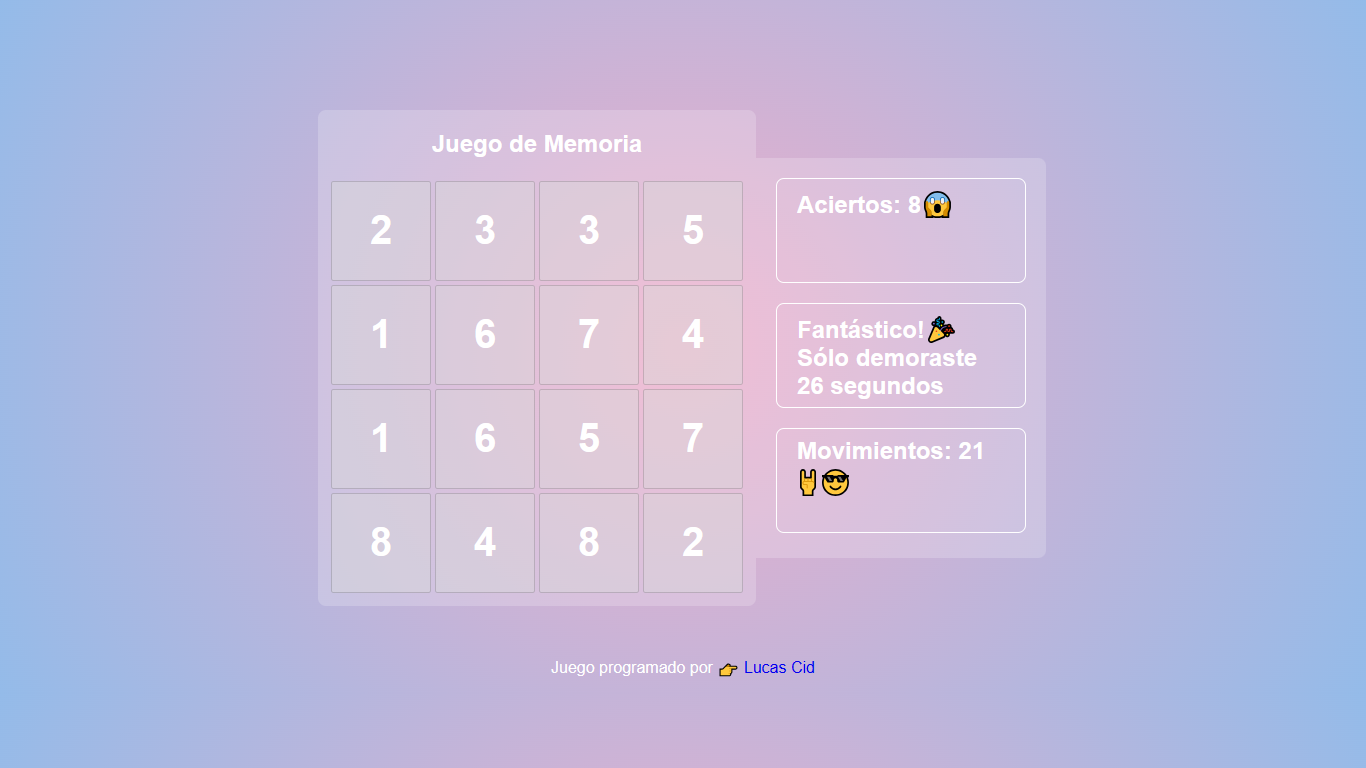 Juego de Memoria
2 3 3 5
1 6 7 4
1 6 5 7
8 4 8 2
Aciertos: 8😱
Fantástico!🎉
Sólo demoraste
26 segundos
Movimientos: 21
🤘😎
Juego programado por 👉 Lucas Cid